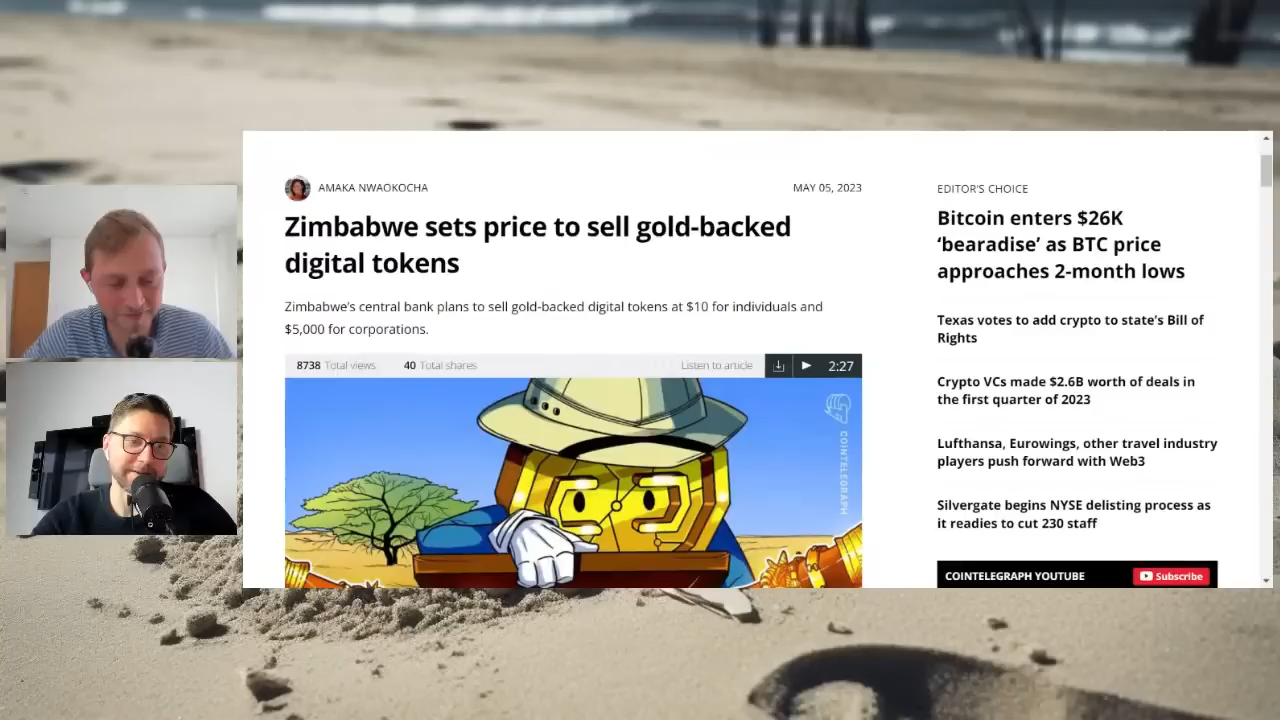 AMAKA NWAOKOCHA
MAY 05, 2023
Zimbabwe sets price to sell gold-backed
digital tokens
Zimbabwe's central bank plans to sell gold-backed digital tokens at $10 for individuals and
$5,000 for corporations.
8738 Total views
40 Total shares
Listen to article
2:27
COINTELEGRAPH
EDITOR'S CHOICE
Bitcoin enters $26K
‘bearadise’ as BTC price
approaches 2-month lows
Texas votes to add crypto to state's Bill of
Rights
Crypto VCs made $2.6B worth of deals in
the first quarter of 2023
Lufthansa, Eurowings, other travel industry
players push forward with Web3
Silvergate begins NYSE delisting process as
it readies to cut 230 staff
COINTELEGRAPH YOUTUBE
Subscribe